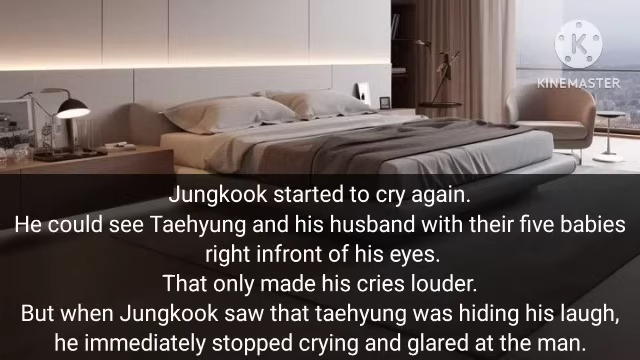 K
KINEMASTER
Jungkook started to cry again.
He could see Taehyung and his husband with their five babies
right infront of his eyes.
That only made his cries louder.
But when Jungkook saw that taehyung was hiding his laugh,
he immediately stopped crying and glared at the man.